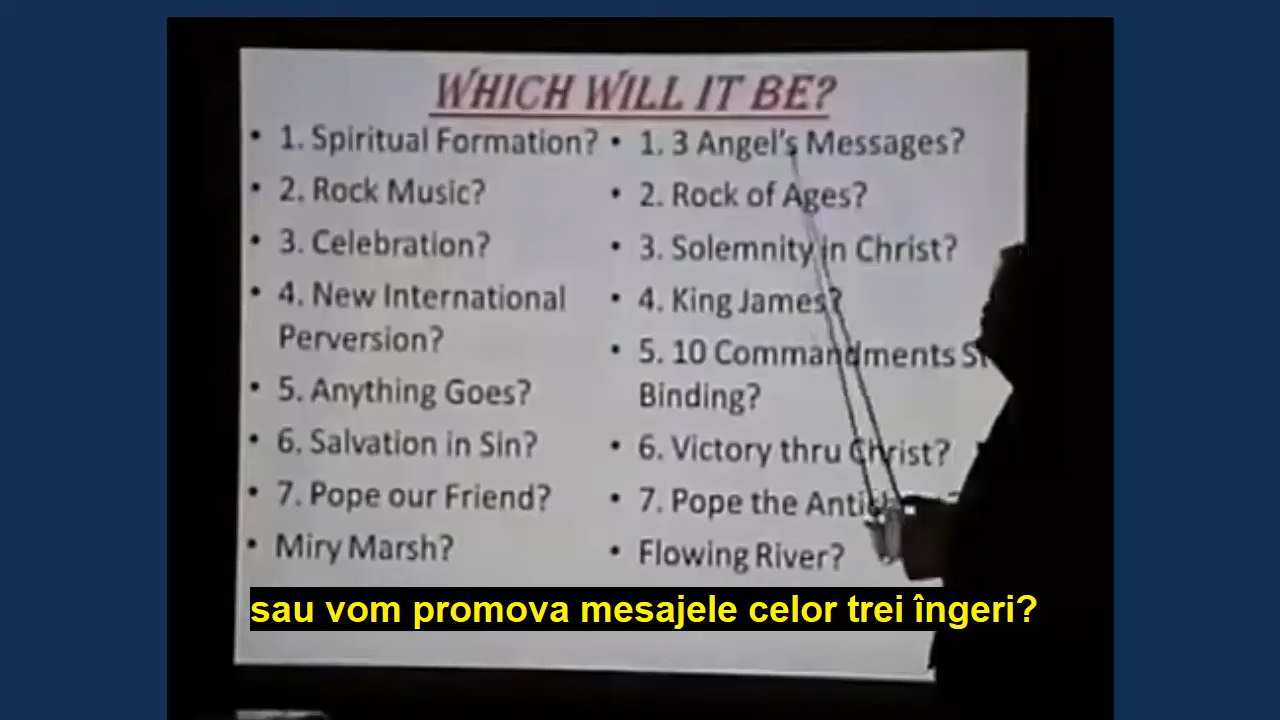 WHICH WILL IT BE?
• 1. Spiritual Formation?
• 2. Rock Music?
• 3. Celebration?
• 4. New International
Perversion?
• 5. Anything Goes?
• 6. Salvation in Sin?
• 7. Pope our Friend?
• Miry Marsh?
• 1. 3 Angel's Messages?
• 2. Rock of Ages?
• 3. Solemnity in Christ?
• 4. King James?
• 5. 10 Commandments
Binding?
• 6. Victory thru Christ?
• 7. Pope the
• Flowing River?
sau vom promova mesajele celor trei îngeri?